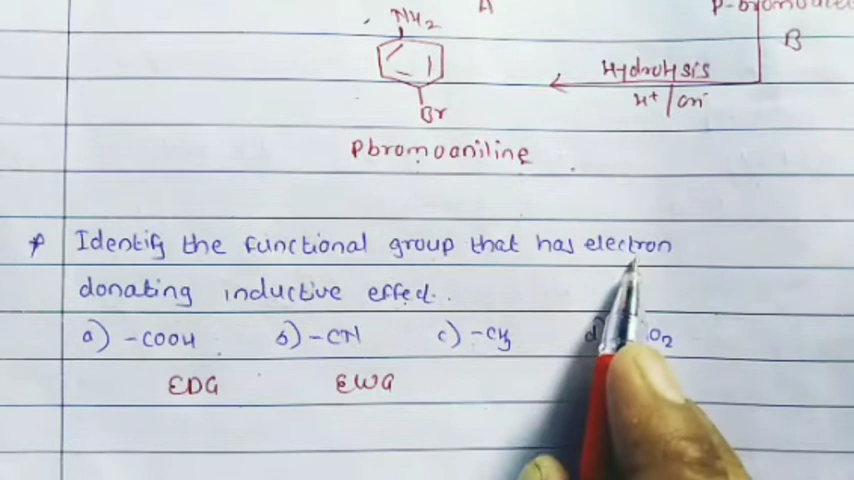 NH2
A
B
Hydrolysis
H+/OH-
Br
Pbromoaniline
* Identify the functional group that has electron
donating inductive effect..
a) -COOH b) -CN c) -CH3 d)
EDG EWG